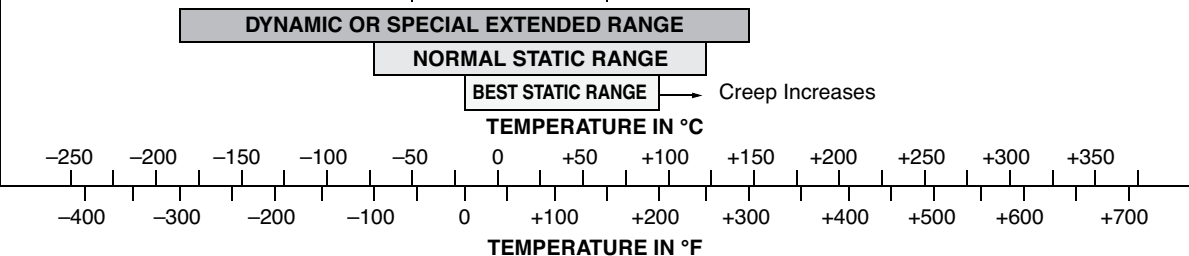 DYNAMIC OR SPECIAL EXTENDED RANGE
NORMAL STATIC RANGE
BEST STATIC RANGE Creep Increases
TEMPERATURE IN °C
–250 –200 –150 –100 –50 0 +50 +100 +150 +200 +250 +300 +350
–400 –300 –200 –100 0 +100 +200 +300 +400 +500 +600 +700
TEMPERATURE IN °F